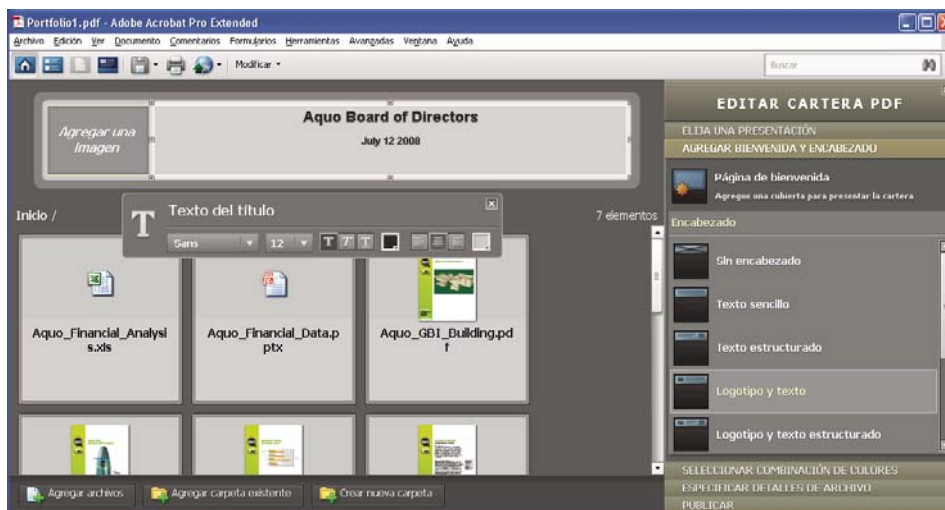 Portfolio1.pdf - Adobe Acrobat Pro Extended
Archivo Edición Ver Documento Comentarios Formularios Herramientas Avanzadas Ventana Ayuda
Modificar
Buscar
Agregar una
imagen
Aquo Board of Directors
July 12 2008
Inicio /
Texto del título
7 elementos
Sans 12 T T T
Aquo_Financial_Analysi
s.xls
Aquo_Financial_Data.p
ptx
Aquo_GBI_Building.pd
f
Agregar archivos
Agregar carpeta existente
Crear nueva carpeta
EDITAR CARTERA PDF
ELIJA UNA PRESENTACIÓN
AGREGAR BIENVENIDA Y ENCABEZADO
Página de bienvenida
Agregue una cubierta para presentar la cartera
Encabezado
Sin encabezado
Texto sencillo
Texto estructurado
Logotipo y texto
Logotipo y texto estructurado
SELECCIONAR COMBINACIÓN DE COLORES
ESPECIFICAR DETALLES DE ARCHIVO
PUBLICAR